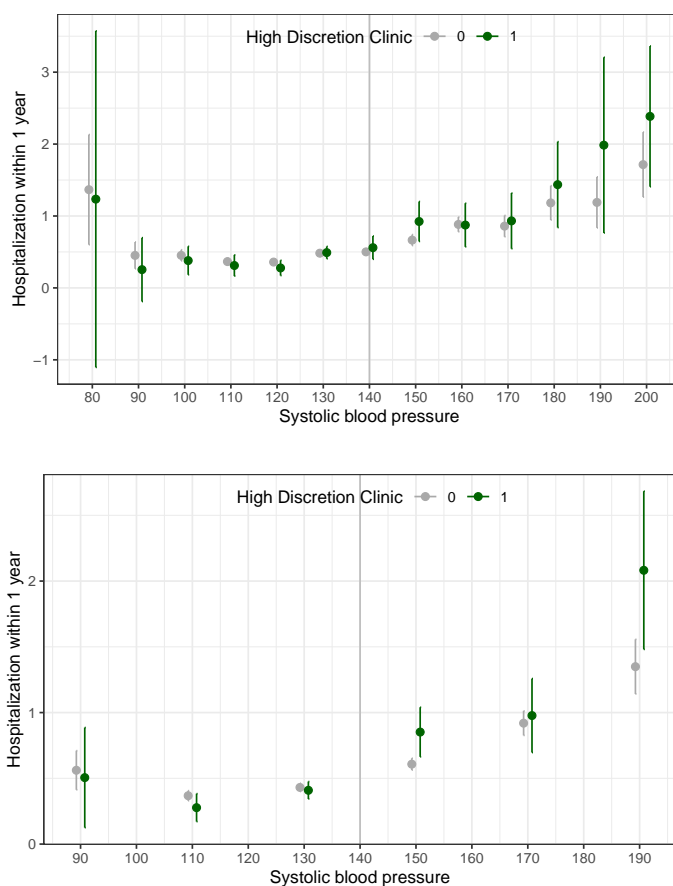 High Discretion Clinic 0 1
Hospitalization within 1 year
3
2
1
0
−1
80 90 100 110 120 130 140 150 160 170 180 190 200
Systolic blood pressure
High Discretion Clinic 0 1
Hospitalization within 1 year
2
1
0
90 100 110 120 130 140 150 160 170 180 190
Systolic blood pressure